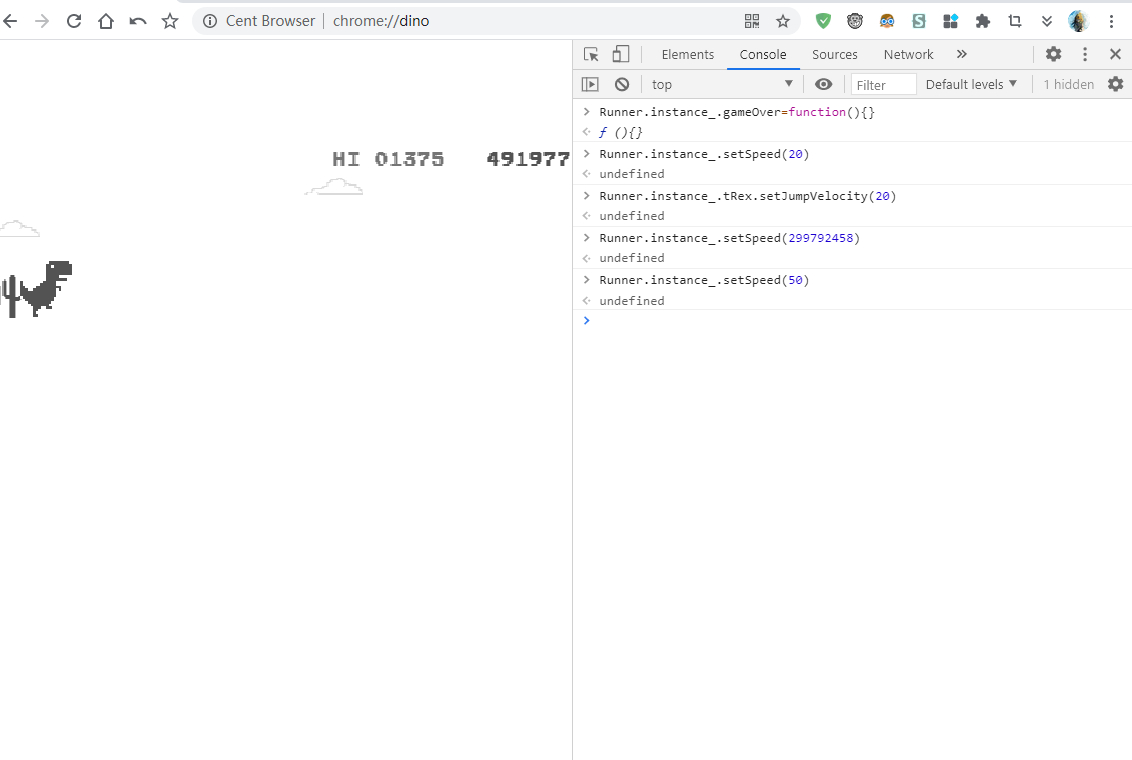 Cent Browser | chrome://dino
Elements Console Sources Network »
top Filter Default levels ▼ 1 hidden
HI 01375 491977
> Runner.instance_.gameOver=function(){}
ƒ (){}
> Runner.instance_.setSpeed(20)
undefined
> Runner.instance_.tRex.setJumpVelocity(20)
undefined
> Runner.instance_.setSpeed(299792458)
undefined
> Runner.instance_.setSpeed(50)
undefined
>